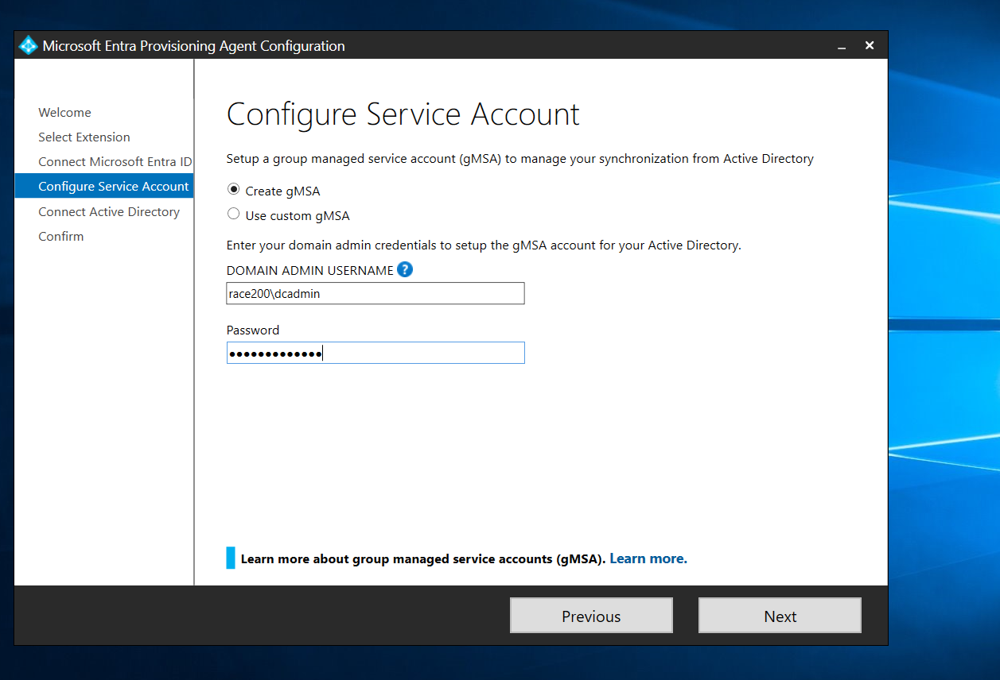 Microsoft Entra Provisioning Agent Configuration
Welcome
Select Extension
Connect Microsoft Entra ID
Configure Service Account
Connect Active Directory
Confirm
Configure Service Account
Setup a group managed service account (gMSA) to manage your synchronization from Active Directory
Create gMSA
Use custom gMSA
Enter your domain admin credentials to setup the gMSA account for your Active Directory.
DOMAIN ADMIN USERNAME ?
race200\dcadmin
Password
•••••••••••••
Learn more about group managed service accounts (gMSA). Learn more.
Previous
Next